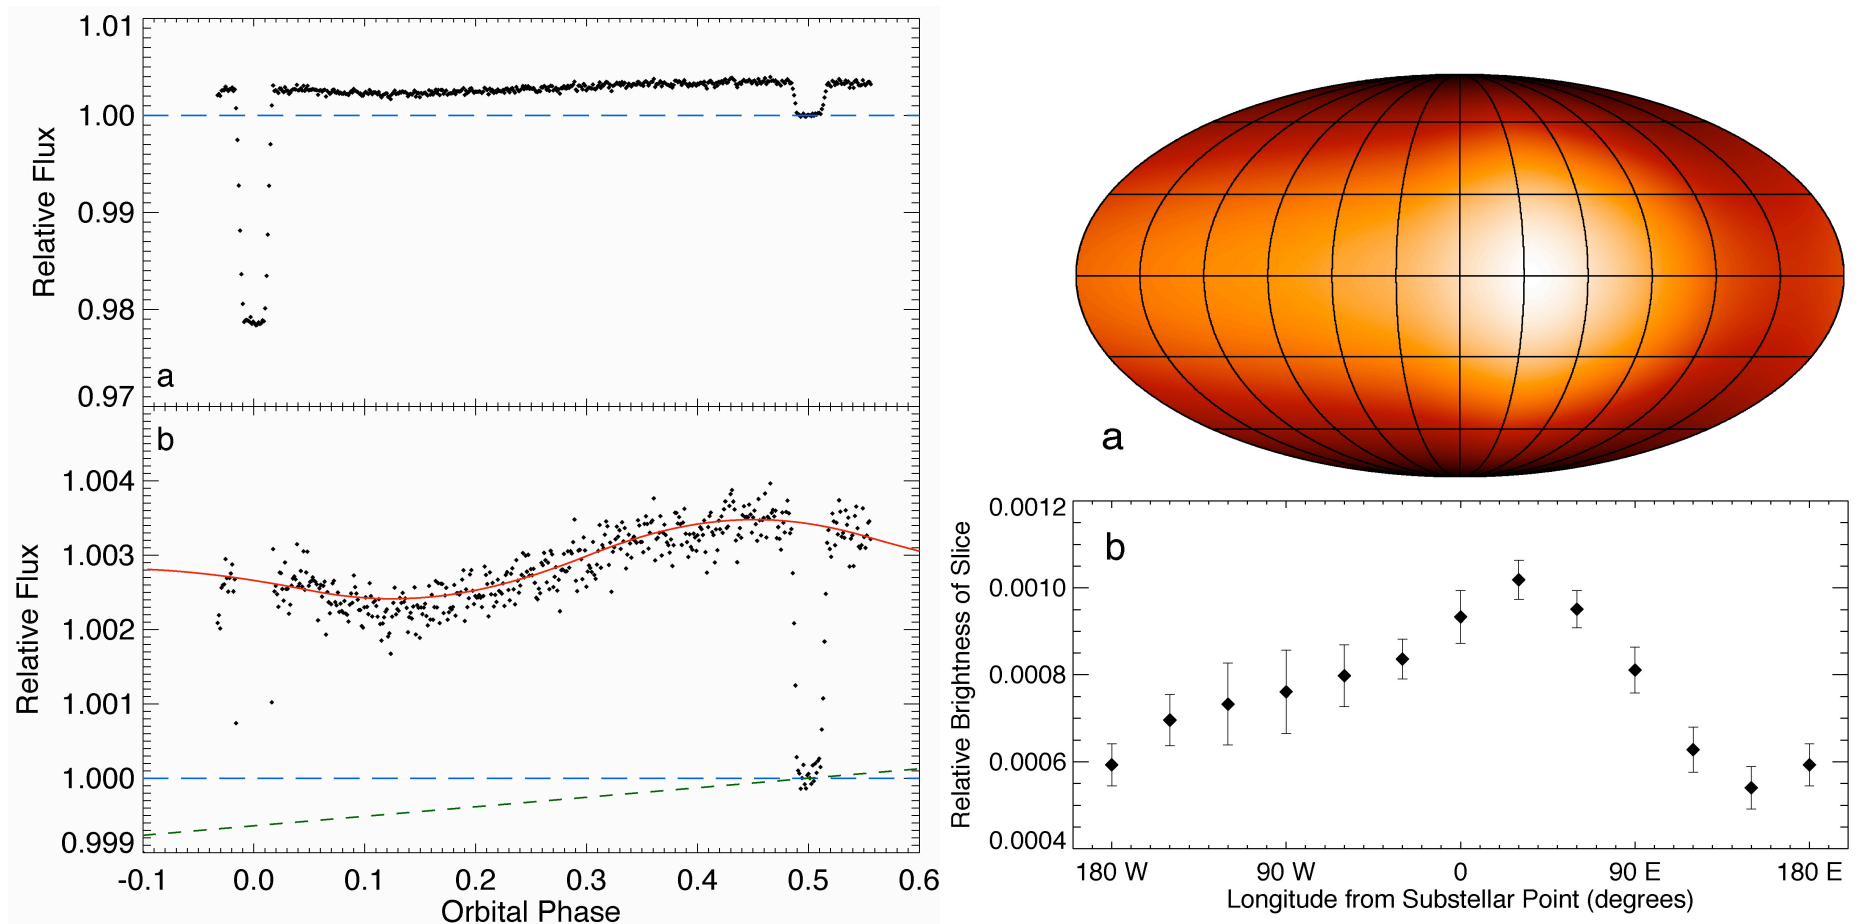 1.01
1.00
0.99
0.98
0.97
Relative Flux
a
b
1.004
1.003
1.002
1.001
1.000
0.999
Relative Flux
-0.1 0.0 0.1 0.2 0.3 0.4 0.5 0.6
Orbital Phase
a
b
0.0012
0.0010
0.0008
0.0006
0.0004
Relative Brightness of Slice
180 W 90 W 0 90 E 180 E
Longitude from Substellar Point (degrees)